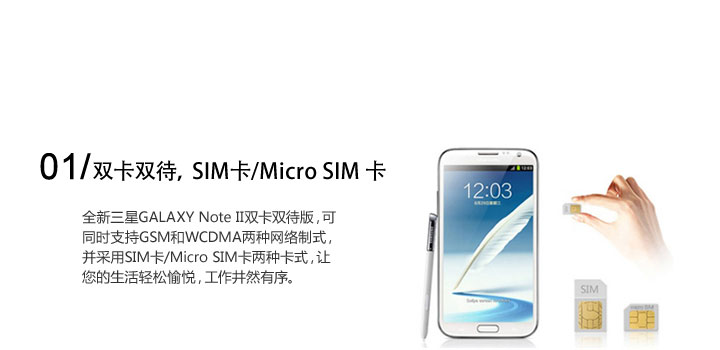 01/双卡双待, SIM卡/Micro SIM 卡
全新三星GALAXY Note II双卡双待版,可
同时支持GSM和WCDMA两种网络制式,
并采用SIM卡/Micro SIM卡两种卡式,让
您的生活轻松愉悦,工作井然有序。
SAMSUNG
12:03
SIM
micro SIM